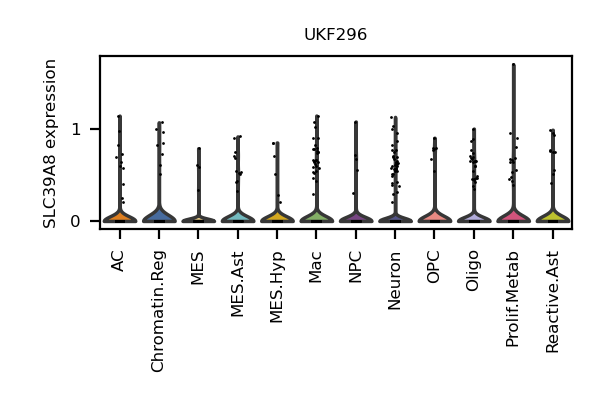 UKF296
SLC39A8 expression
1
0
AC
Chromatin.Reg
MES
MES.Ast
MES.Hyp
Mac
NPC
Neuron
OPC
Oligo
Prolif.Metab
Reactive.Ast